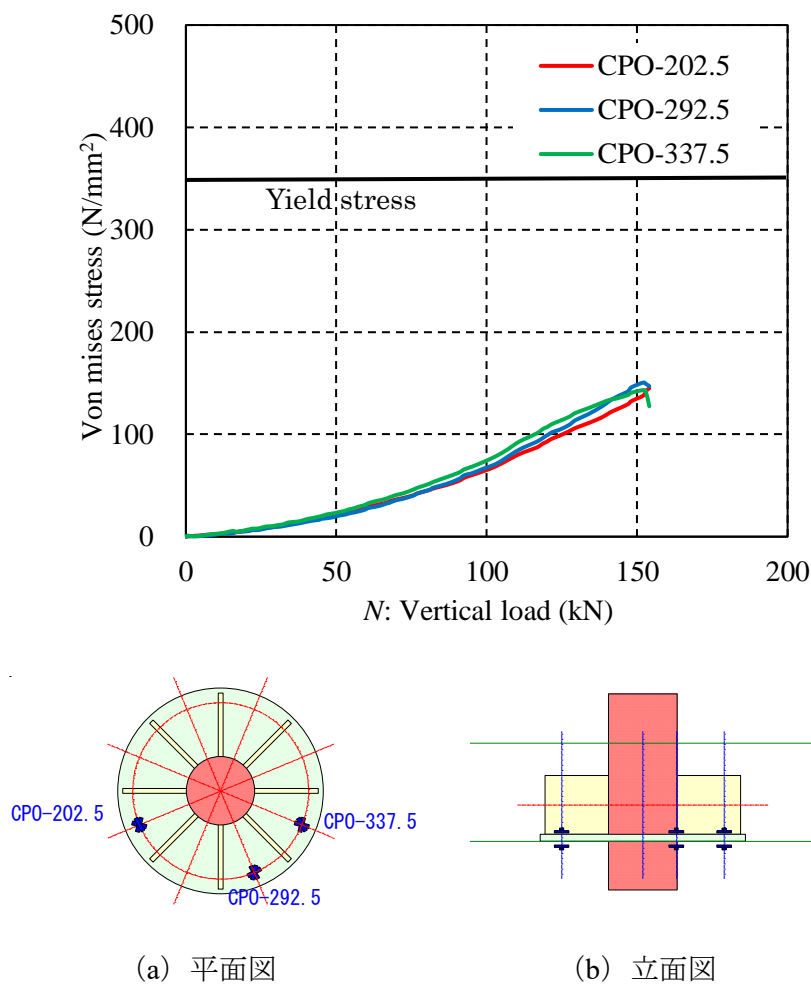 500
400
300
200
100
0
Von mises stress (N/mm²)
CPO-202.5
CPO-292.5
CPO-337.5
Yield stress
0 50 100 150 200
N: Vertical load (kN)
CPO-202.5
CPO-337.5
CPO-292.5
(a) 平面図 (b) 立面図